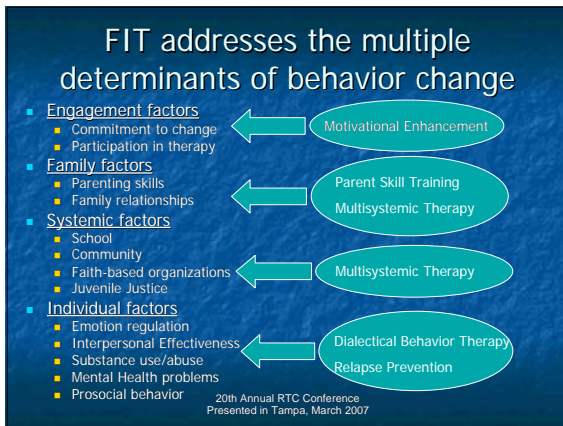 FIT addresses the multiple
determinants of behavior change
Engagement factors
Commitment to change
Participation in therapy
Motivational Enhancement
Family factors
Parenting skills
Family relationships
Parent Skill Training
Multisystemic Therapy
Systemic factors
School
Community
Faith-based organizations
Juvenile Justice
Multisystemic Therapy
Individual factors
Emotion regulation
Interpersonal Effectiveness
Substance use/abuse
Mental Health problems
Prosocial behavior
Dialectical Behavior Therapy
Relapse Prevention
20th Annual RTC Conference
Presented in Tampa, March 2007